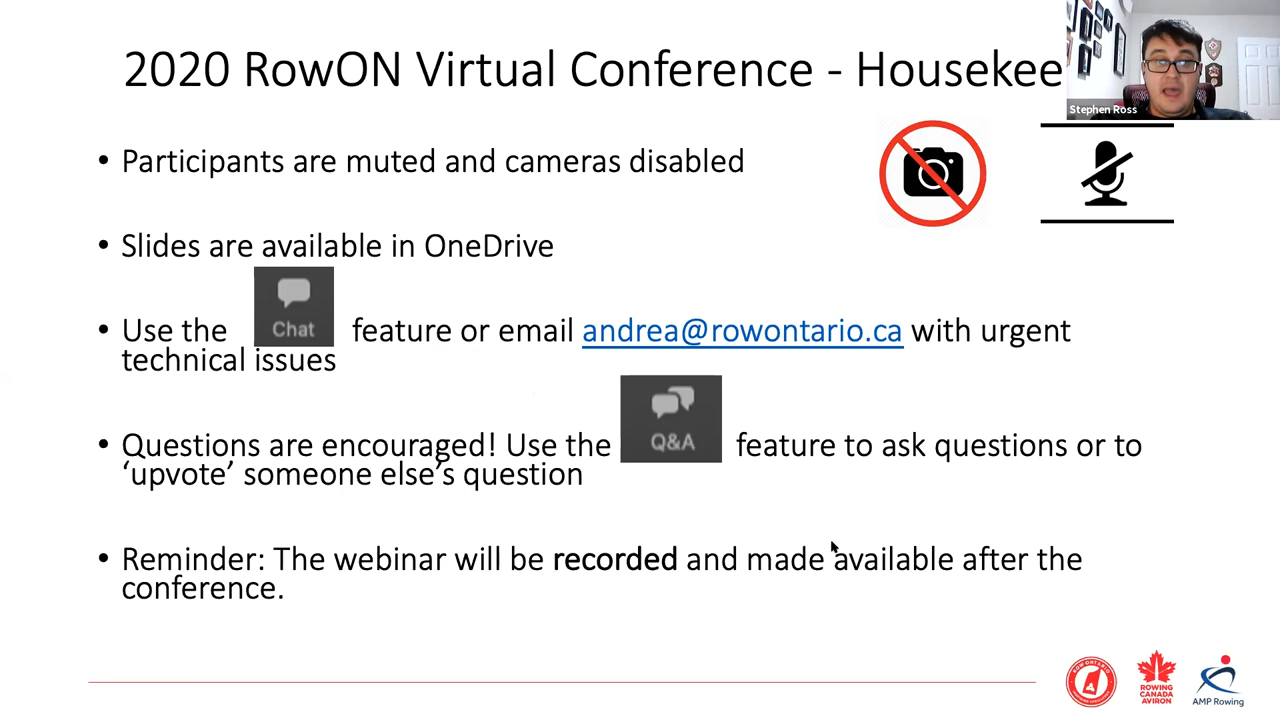 2020 RowON Virtual Conference - Housekee
Stephen Ross
• Participants are muted and cameras disabled
• Slides are available in OneDrive
• Use the Chat feature or email andrea@rowontario.ca with urgent
technical issues
• Questions are encouraged! Use the Q&A feature to ask questions or to
‘upvote’ someone else’s question
• Reminder: The webinar will be recorded and made available after the
conference.
ROW ONTARIO
ROWING
CANADA
AVIRON
AMP Rowing